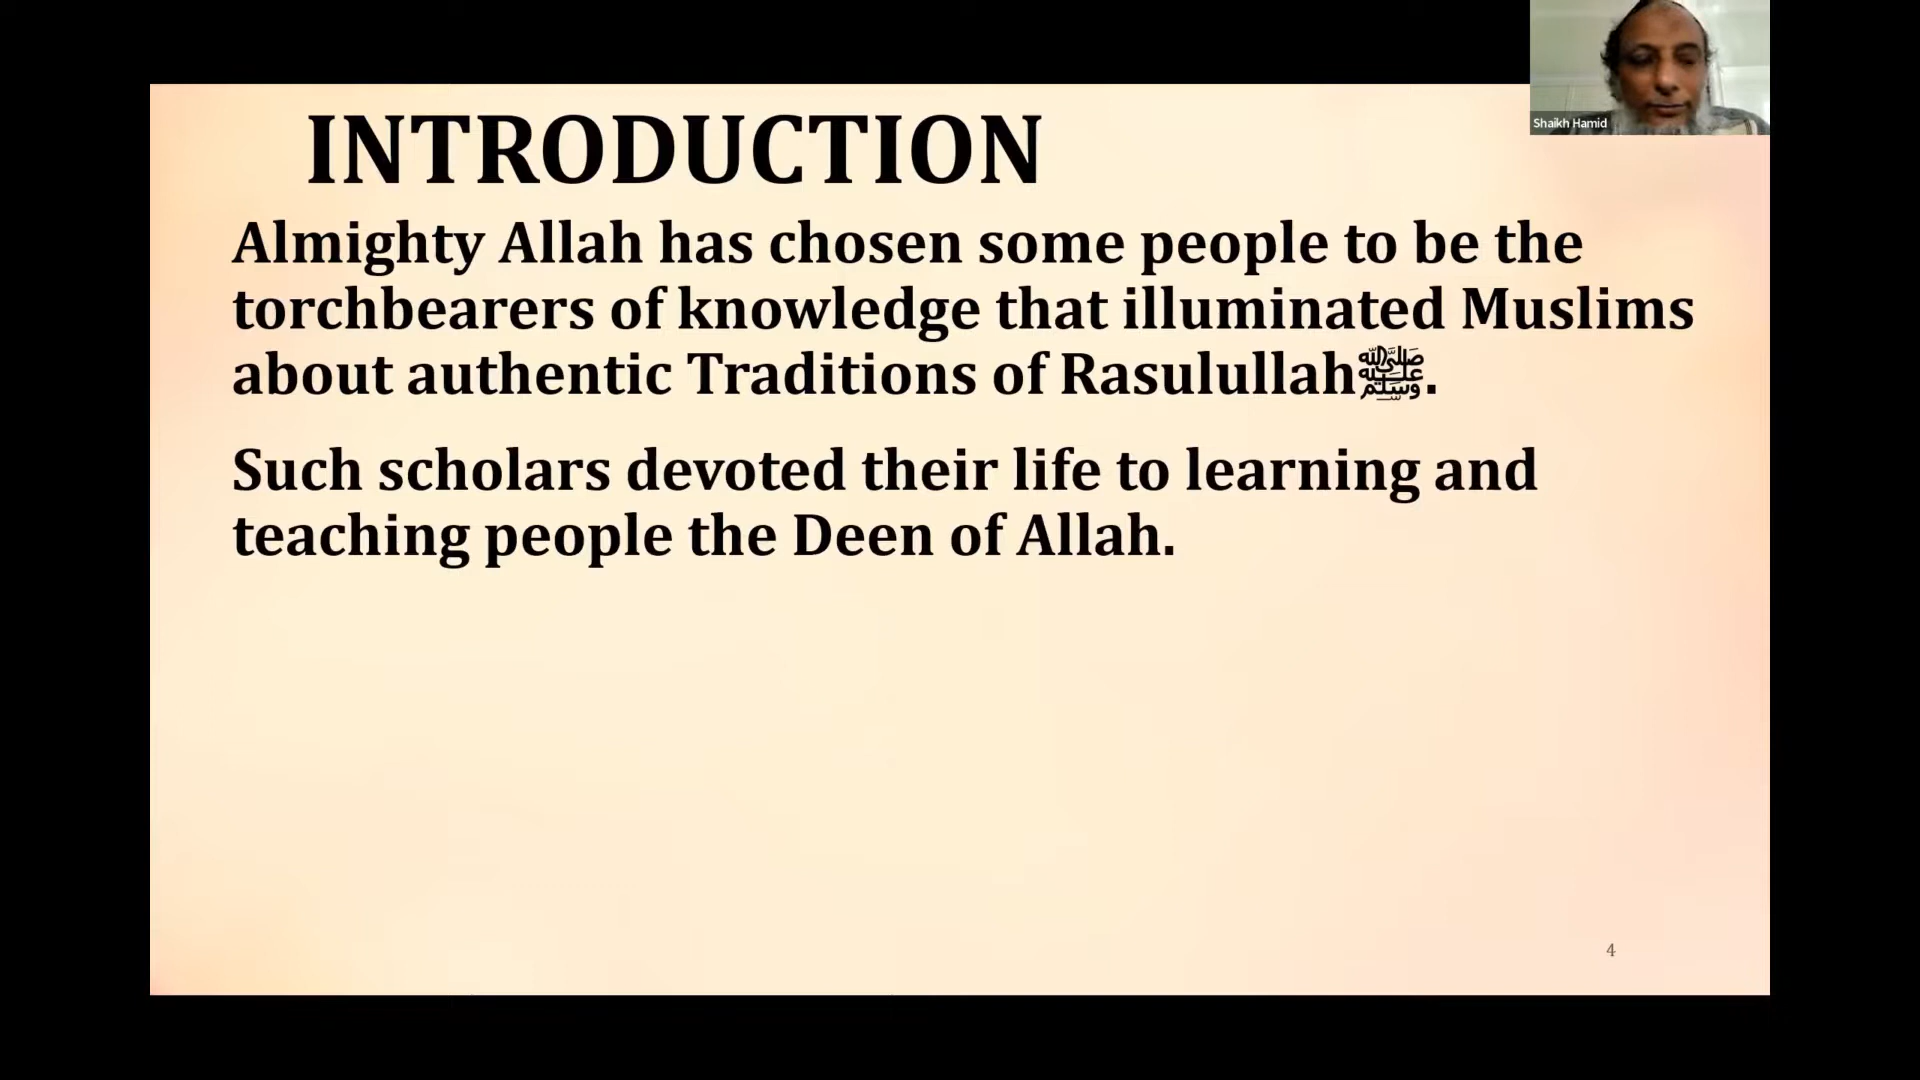 Shaikh Hamid
INTRODUCTION
Almighty Allah has chosen some people to be the
torchbearers of knowledge that illuminated Muslims
about authentic Traditions of Rasulullahﷺ.
Such scholars devoted their life to learning and
teaching people the Deen of Allah.
4